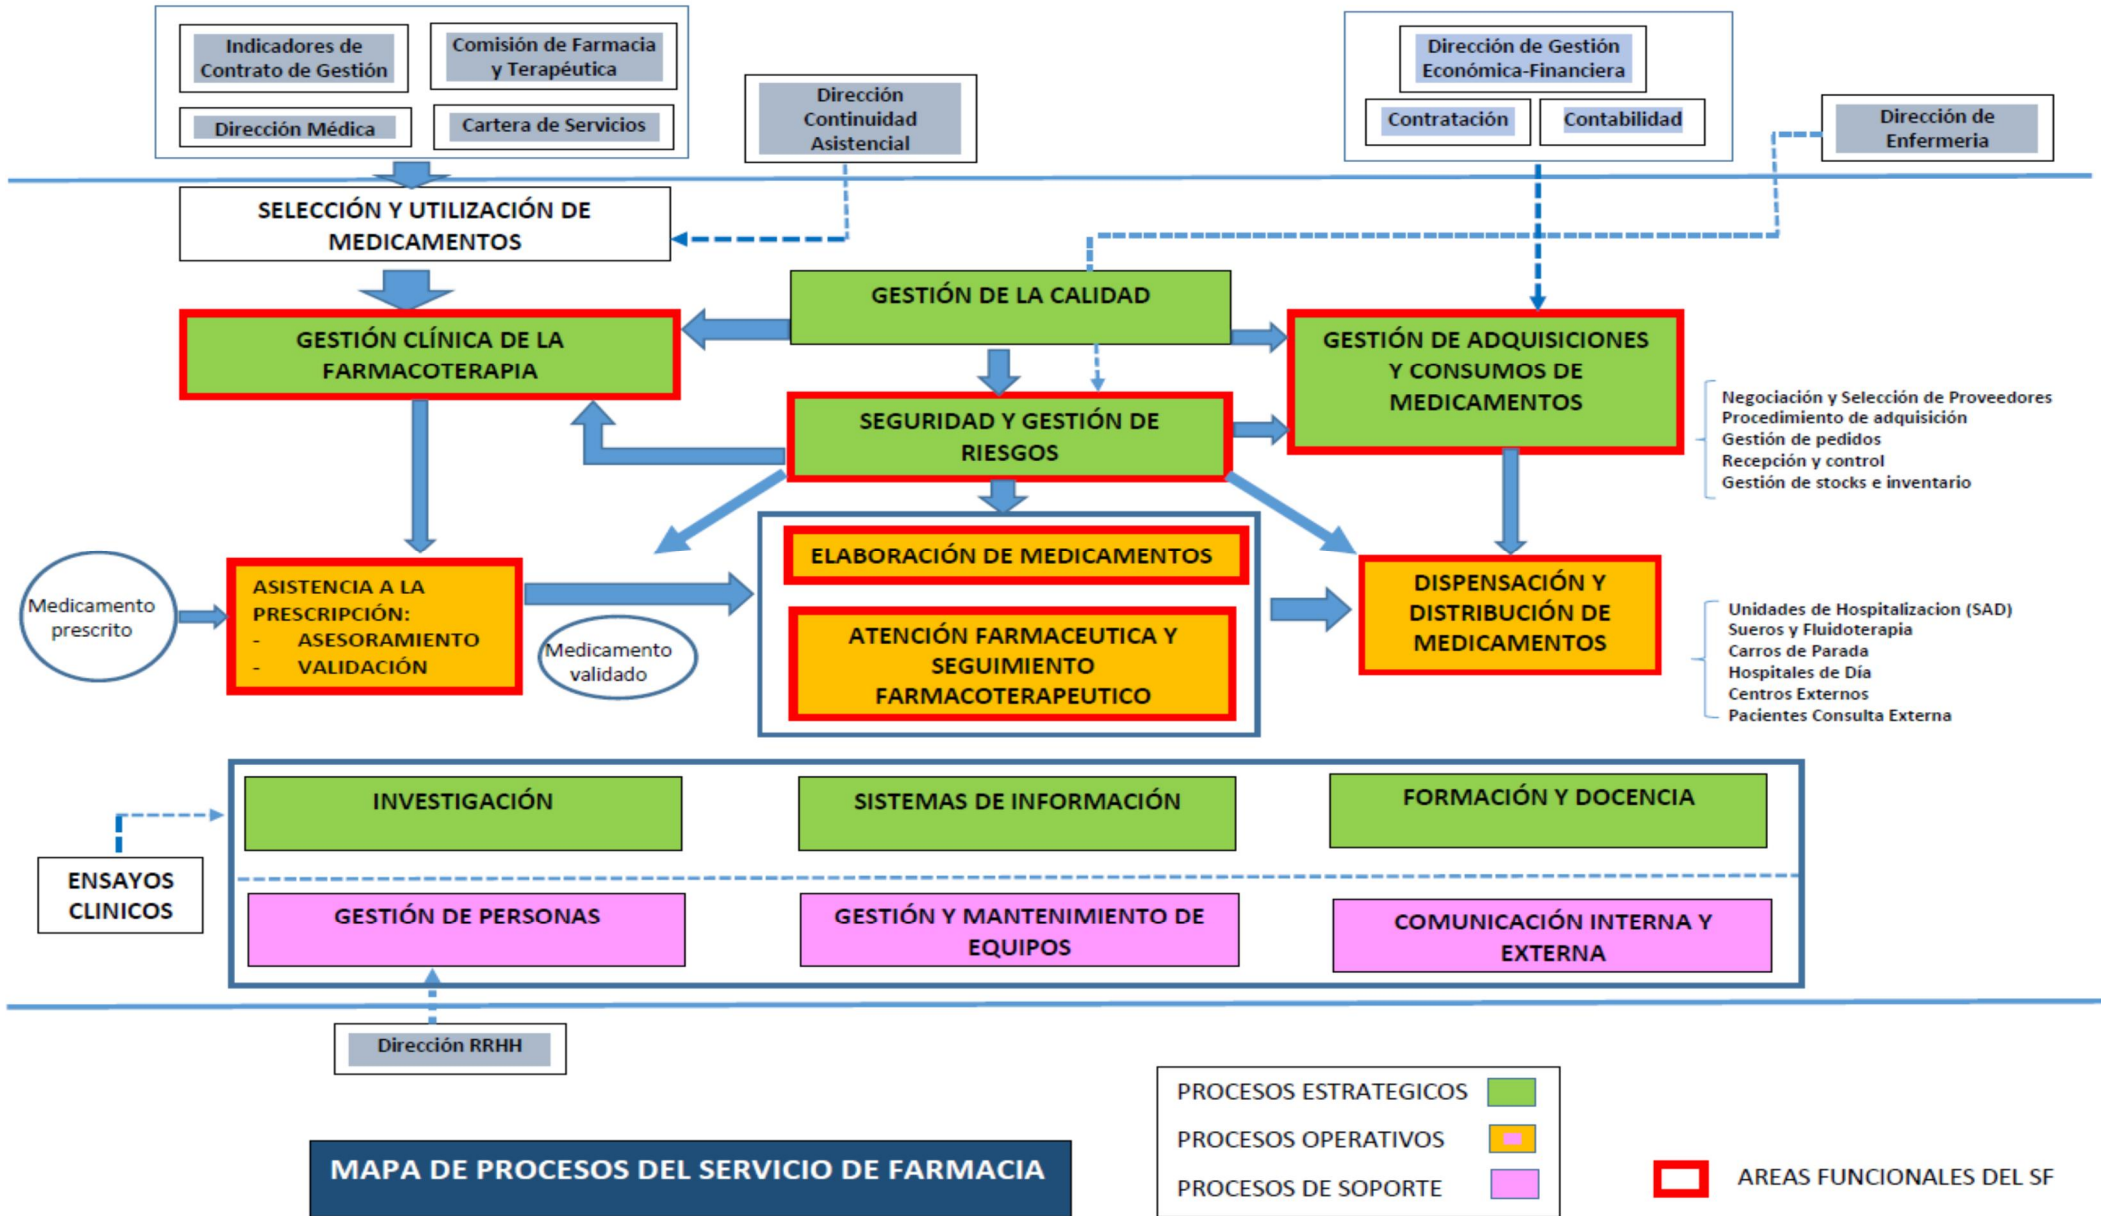 Indicadores de
Contrato de Gestión
Comisión de Farmacia
y Terapéutica
Dirección Médica
Cartera de Servicios
Dirección
Continuidad
Asistencial
Dirección de Gestión
Económica-Financiera
Contratación
Contabilidad
Dirección de
Enfermeria
SELECCIÓN Y UTILIZACIÓN DE
MEDICAMENTOS
GESTIÓN DE LA CALIDAD
GESTIÓN CLÍNICA DE LA
FARMACOTERAPIA
GESTIÓN DE ADQUISICIONES
Y CONSUMOS DE
MEDICAMENTOS
SEGURIDAD Y GESTIÓN DE
RIESGOS
Negociación y Selección de Proveedores
Procedimiento de adquisición
Gestión de pedidos
Recepción y control
Gestión de stocks e inventario
Medicamento
prescrito
ASISTENCIA A LA
PRESCRIPCIÓN:
- ASESORAMIENTO
- VALIDACIÓN
Medicamento
validado
ELABORACIÓN DE MEDICAMENTOS
ATENCIÓN FARMACEUTICA Y
SEGUIMIENTO
FARMACOTERAPEUTICO
DISPENSACIÓN Y
DISTRIBUCIÓN DE
MEDICAMENTOS
Unidades de Hospitalizacion (SAD)
Sueros y Fluidoterapia
Carros de Parada
Hospitales de Día
Centros Externos
Pacientes Consulta Externa
INVESTIGACIÓN
SISTEMAS DE INFORMACIÓN
FORMACIÓN Y DOCENCIA
ENSAYOS
CLINICOS
GESTIÓN DE PERSONAS
GESTIÓN Y MANTENIMIENTO DE
EQUIPOS
COMUNICACIÓN INTERNA Y
EXTERNA
Dirección RRHH
MAPA DE PROCESOS DEL SERVICIO DE FARMACIA
PROCESOS ESTRATEGICOS
PROCESOS OPERATIVOS
PROCESOS DE SOPORTE
AREAS FUNCIONALES DEL SF